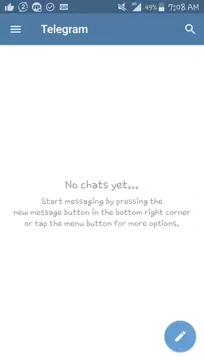 49% 7:08 AM
Telegram
No chats yet...
Start messaging by pressing the
new message button in the bottom right corner
or tap the menu button for more options.